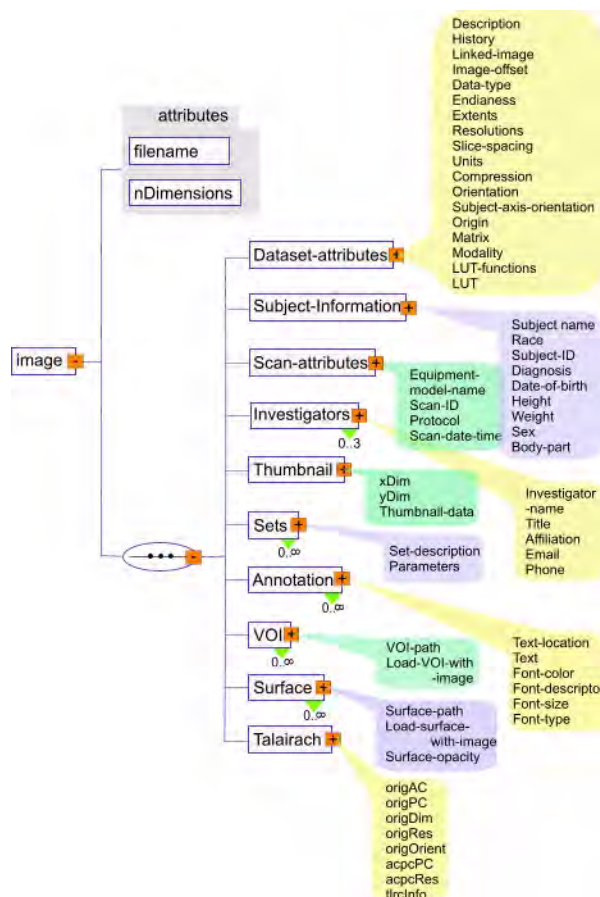 Description
History
Linked-image
Image-offset
Data-type
Endianess
Extents
Resolutions
Slice-spacing
Units
Compression
Orientation
Subject-axis-orientation
Origin
Matrix
Modality
LUT-functions
LUT
attributes
filename
nDimensions
image
Dataset-attributes
Subject-Information
Subject name
Race
Subject-ID
Diagnosis
Date-of-birth
Height
Weight
Sex
Body-part
Scan-attributes
Equipment-
model-name
Scan-ID
Protocol
Scan-date-time
Investigators
0..3
Investigator
-name
Title
Affiliation
Email
Phone
Thumbnail
xDim
yDim
Thumbnail-data
Sets
0..∞
Set-description
Parameters
Annotation
0..∞
Text-location
Text
Font-color
Font-descripto
Font-size
Font-type
VOI
0..∞
VOI-path
Load-VOI-with
-image
Surface
0..∞
Surface-path
Load-surface-
with-image
Surface-opacity
Talairach
origAC
origPC
origDim
origRes
origOrient
acpcPC
acpcRes
tlrcInfo